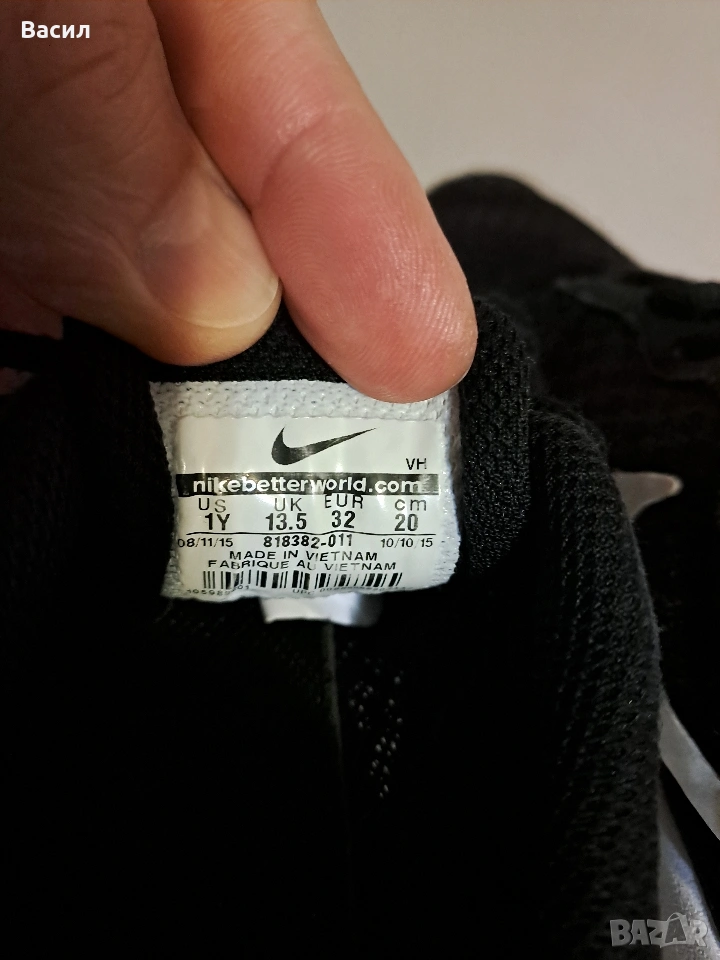 Васил
VH
nikebetterworld.com
US UK EUR cm
1Y 13.5 32 20
08/11/15 818382-011 10/10/15
MADE IN VIETNAM
FABRIQUE AU VIETNAM
BAZAR